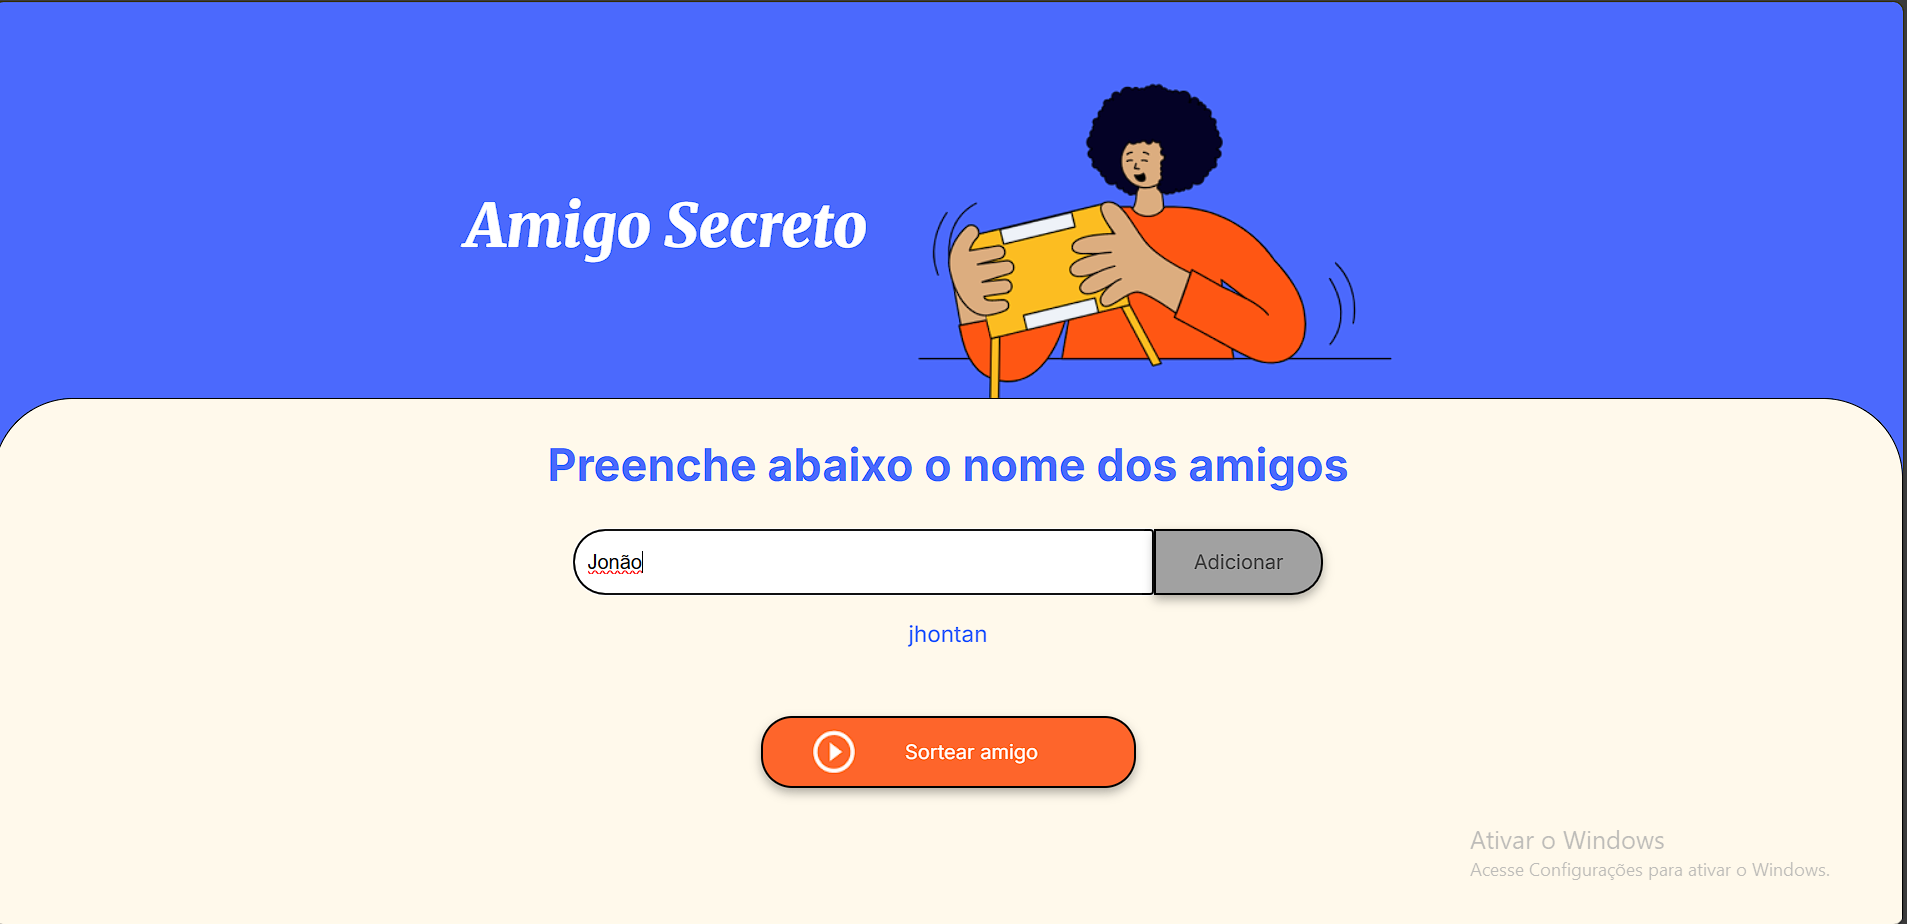 Amigo Secreto
Preenche abaixo o nome dos amigos
Jonão
Adicionar
jhontan
Sortear amigo
Ativar o Windows
Acesse Configurações para ativar o Windows.